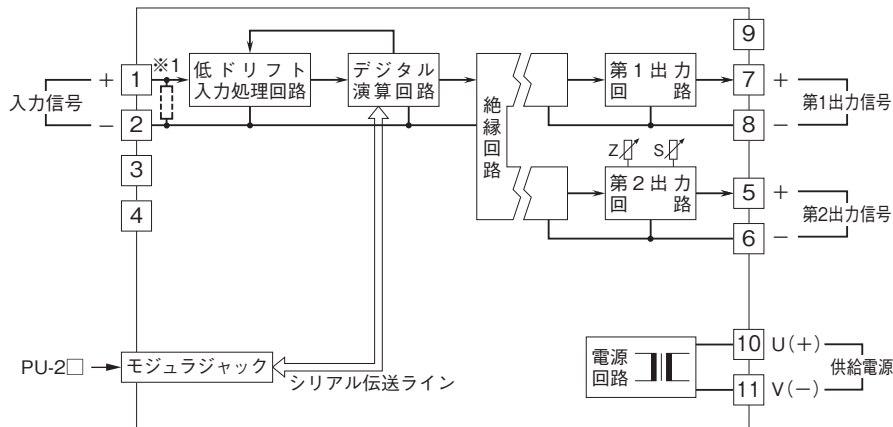 ※1
入力信号
+
−
1
2
3
4
低ドリフト
入力処理回路
デジタル
演算回路
絶縁回路
第1出力
回路
Z
S
第2出力
回路
9
7
8
5
6
+
−
第1出力信号
+
−
第2出力信号
PU-2□
モジュラジャック
シリアル伝送ライン
電源
回路
10
11
U(+)
V(−)
供給電源